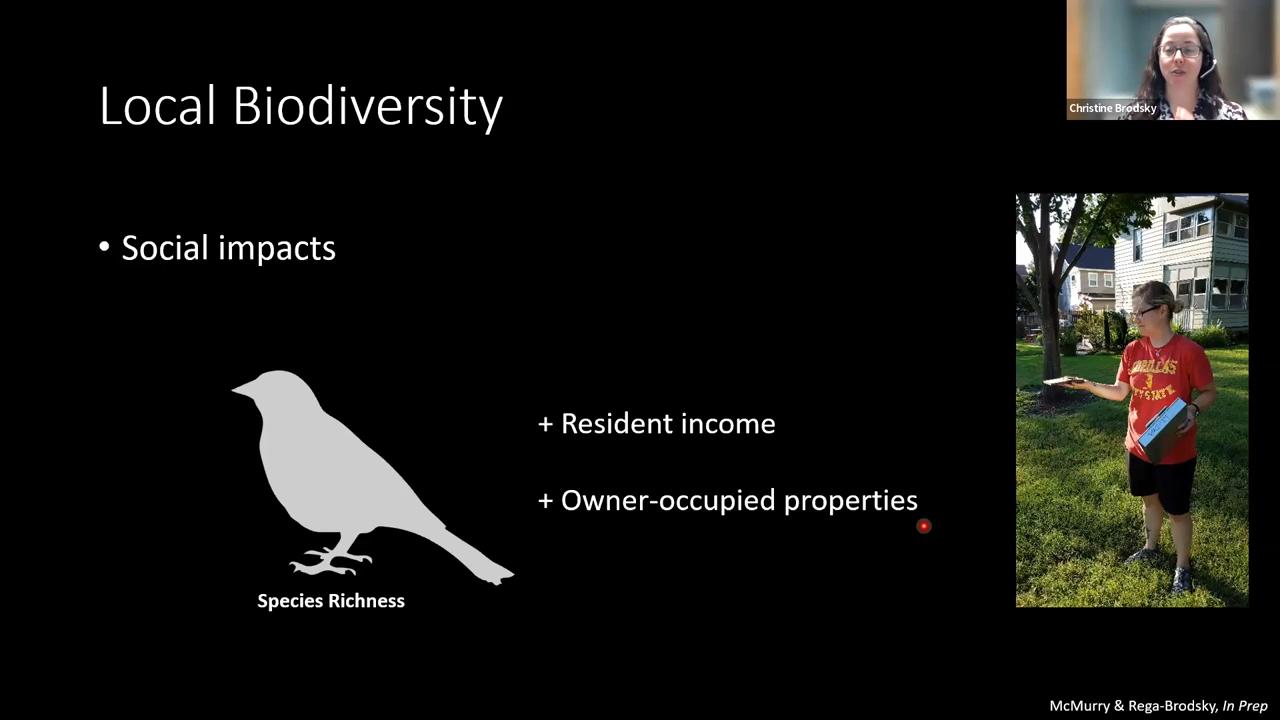 Local Biodiversity
Christine Brodsky
• Social impacts
+ Resident income
+ Owner-occupied properties
Species Richness
McMurry & Rega-Brodsky, In Prep